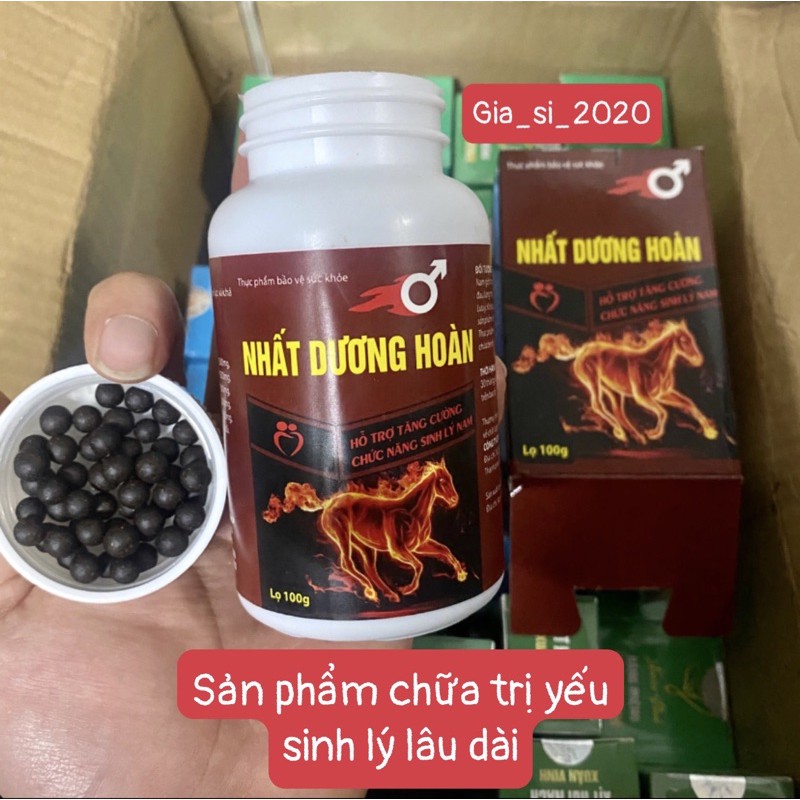 Gia_si_2020
Thực phẩm bảo vệ sức khỏe
NHẤT DƯƠNG HOÀN
HỖ TRỢ TĂNG CƯỜNG
CHỨC NĂNG SINH LÝ NAM
Lọ 100g
Thực phẩm bảo vệ sức khỏe
NHẤT DƯƠNG HOÀN
HỖ TRỢ TĂNG CƯỜNG
CHỨC NĂNG SINH LÝ NAM
Lọ 100g
Sản phẩm chữa trị yếu
sinh lý lâu dài